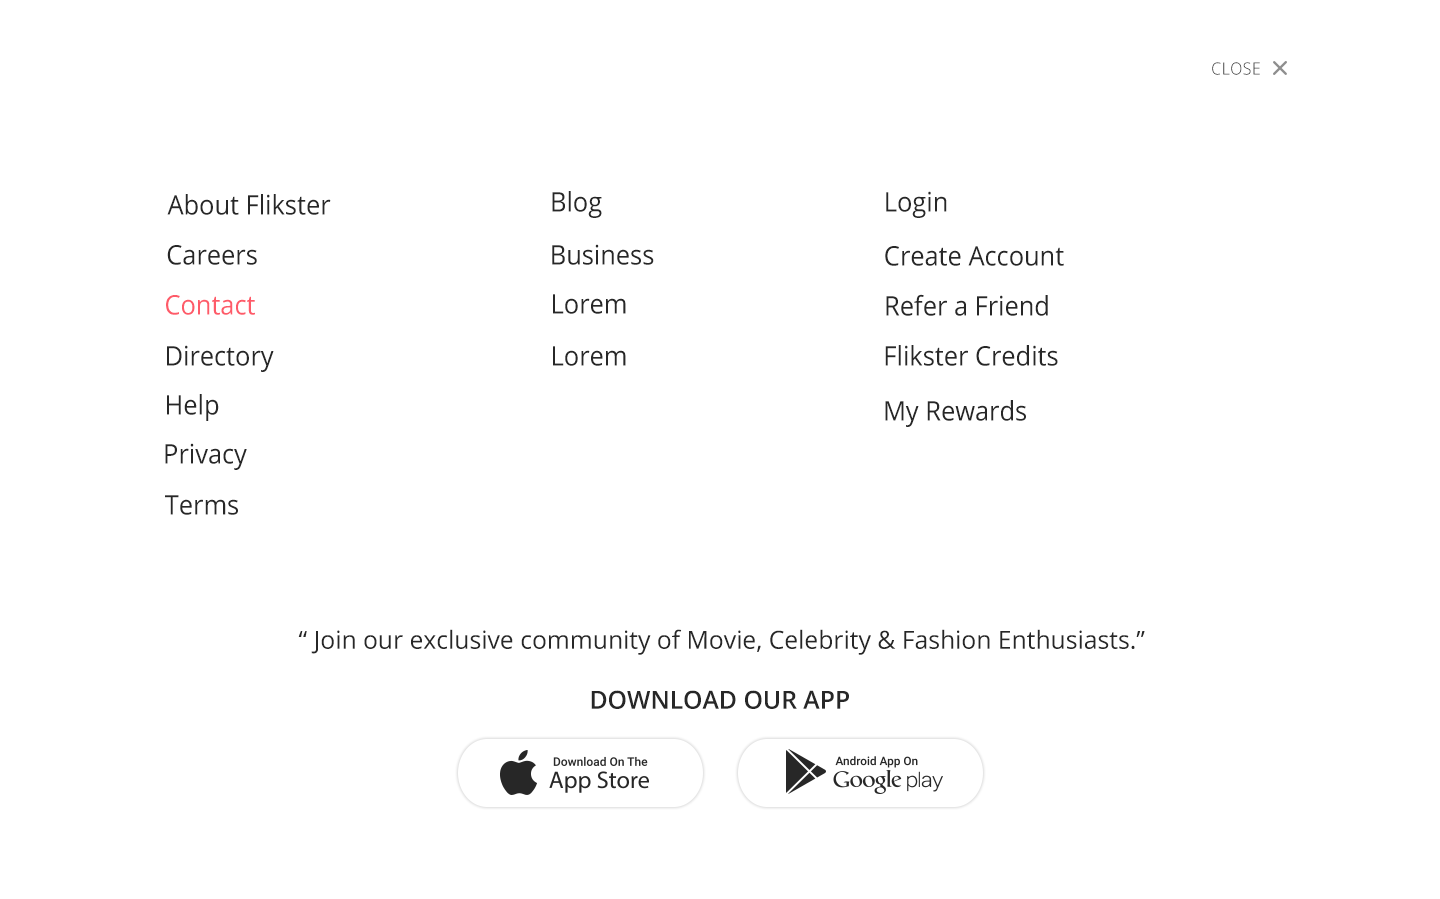 CLOSE
About Flikster
Careers
Contact
Directory
Help
Privacy
Terms
Blog
Business
Lorem
Lorem
Login
Create Account
Refer a Friend
Flikster Credits
My Rewards
“ Join our exclusive community of Movie, Celebrity & Fashion Enthusiasts.”
DOWNLOAD OUR APP
Download On The
App Store
Android App On
Google play